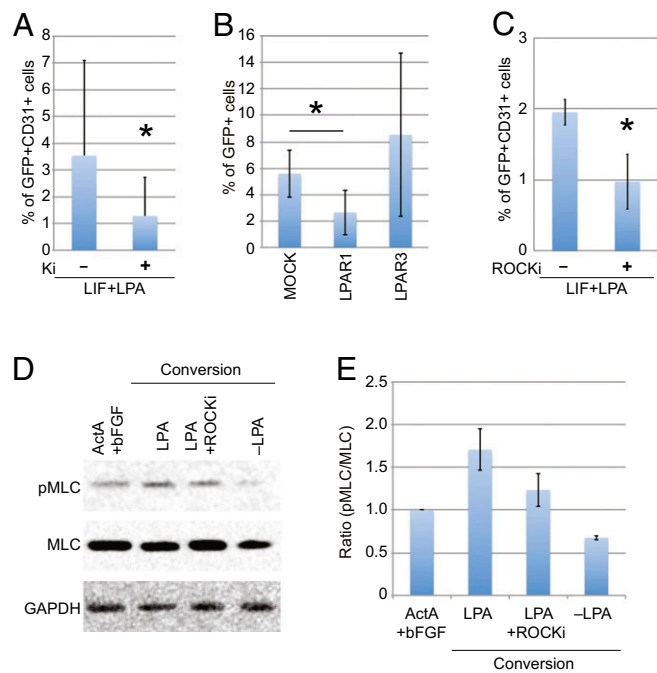 A
% of GFP+CD31+ cells
8
7
6
5
4
3
2
1
0
*
Ki − +
LIF+LPA
B
% of GFP+ cells
16
14
12
10
8
6
4
2
0
*
MOCK
LPAR1
LPAR3
C
% of GFP+CD31+ cells
3
2
1
0
*
ROCKi − +
LIF+LPA
D
Conversion
ActA
+bFGF
LPA
LPA
+ROCKi
–LPA
pMLC
MLC
GAPDH
E
Ratio (pMLC/MLC)
2.5
2.0
1.5
1.0
0.5
0.0
ActA
+bFGF
LPA
LPA
+ROCKi
–LPA
Conversion